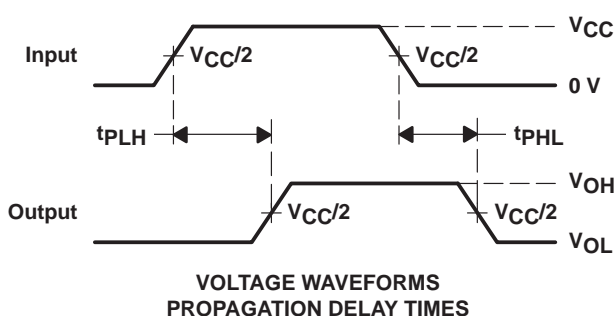 VCC
Input
VCC/2
VCC/2
0 V
tPLH
tPHL
VOH
Output
VCC/2
VCC/2
VOL
VOLTAGE WAVEFORMS
PROPAGATION DELAY TIMES